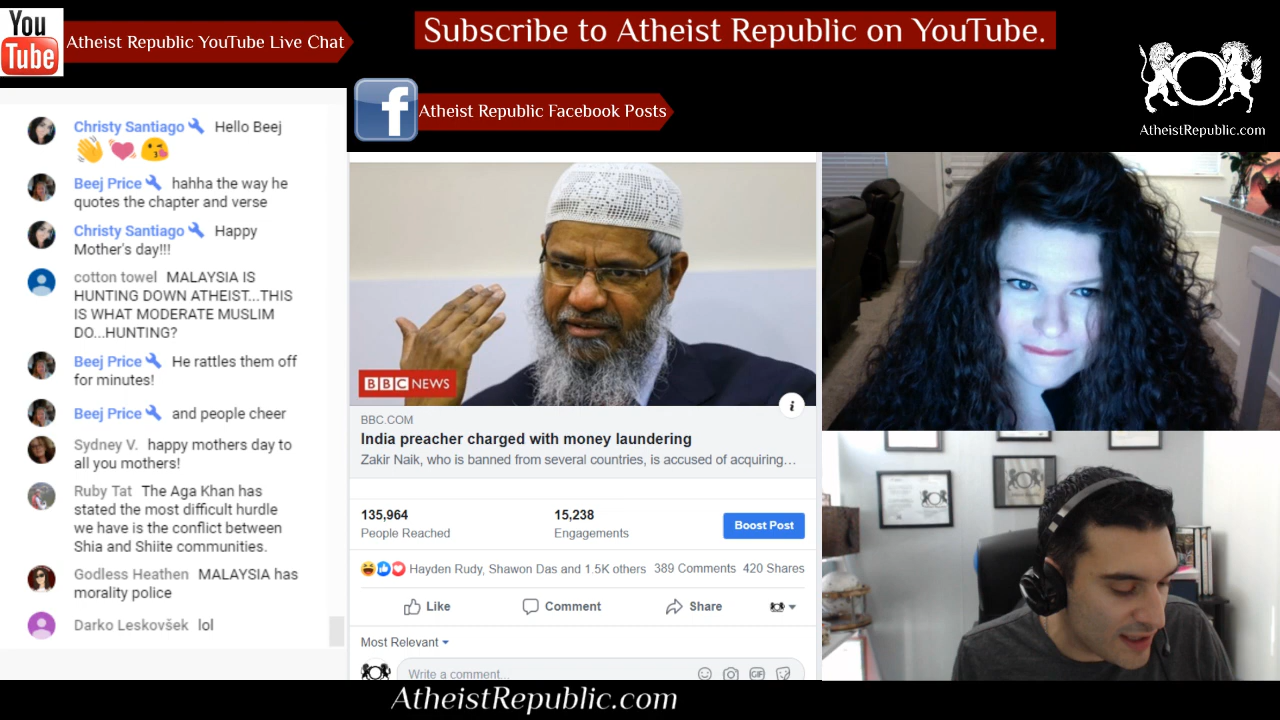 You
Tube
Atheist Republic YouTube Live Chat
Subscribe to Atheist Republic on YouTube.
AtheistRepublic.com
f
Atheist Republic Facebook Posts
Christy Santiago Hello Beej
Beej Price hahha the way he
quotes the chapter and verse
Christy Santiago Happy
Mother's day!!!
cotton towel MALAYSIA IS
HUNTING DOWN ATHEIST...THIS
IS WHAT MODERATE MUSLIM
DO...HUNTING?
Beej Price He rattles them off
for minutes!
Beej Price and people cheer
Sydney V. happy mothers day to
all you mothers!
Ruby Tat The Aga Khan has
stated the most difficult hurdle
we have is the conflict between
Shia and Shiite communities.
Godless Heathen MALAYSIA has
morality police
Darko Leskovšek lol
BBC NEWS
i
BBC.COM
India preacher charged with money laundering
Zakir Naik, who is banned from several countries, is accused of acquiring...
135,964
People Reached
15,238
Engagements
Boost Post
Hayden Rudy, Shawon Das and 1.5K others 389 Comments 420 Shares
Like Comment Share
Most Relevant
Write a comment...
GIF
AtheistRepublic.com